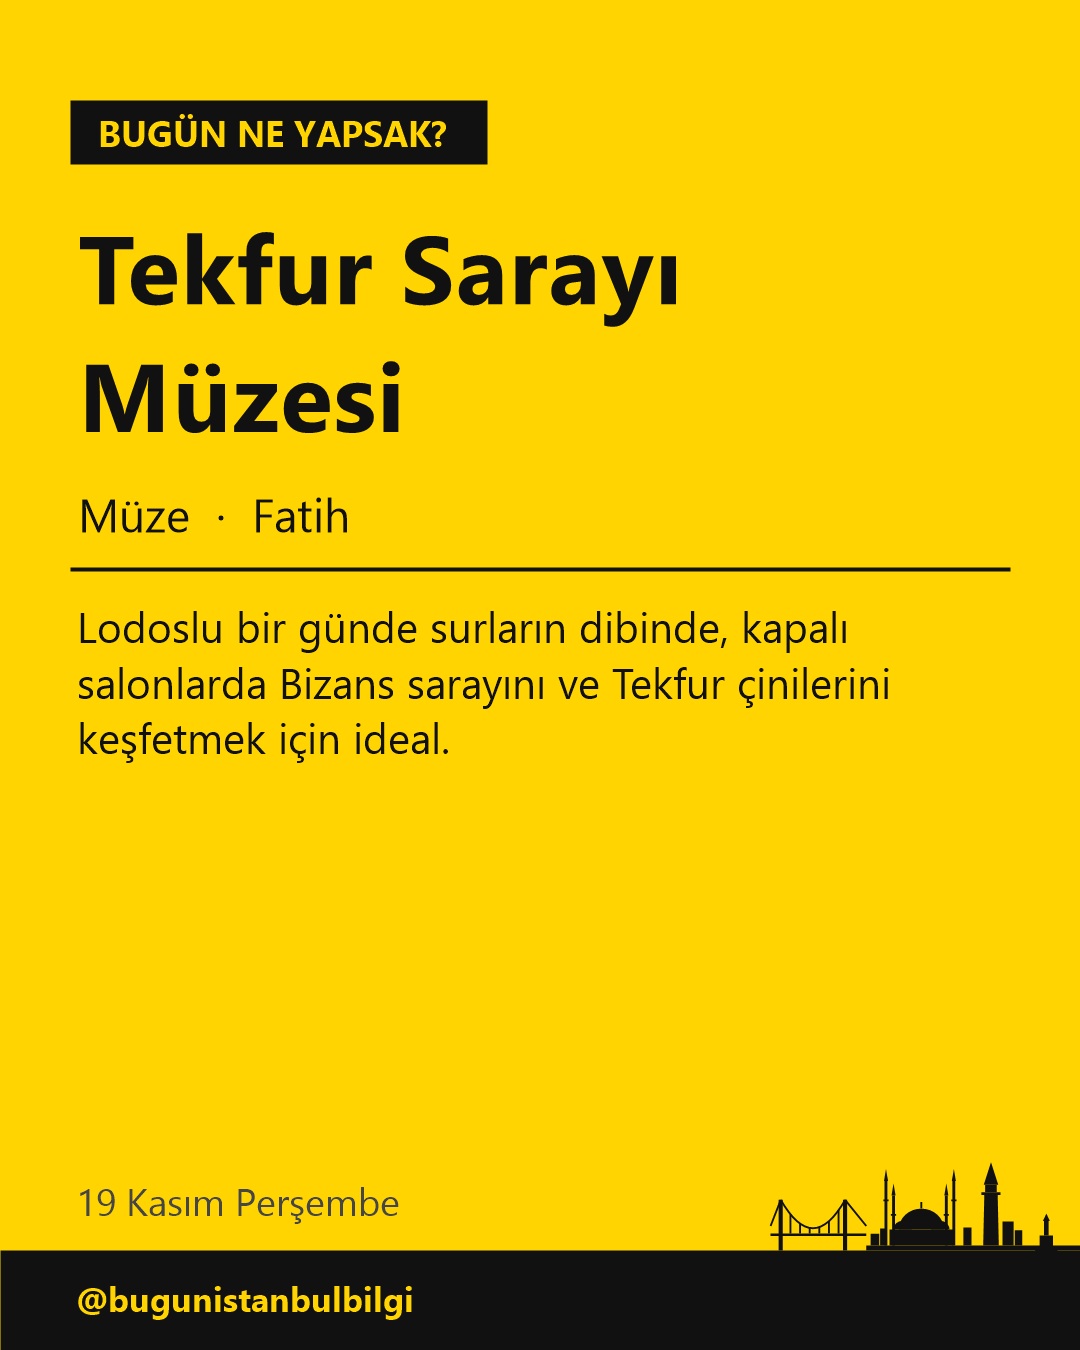 BUGÜN NE YAPSAK?
Tekfur Sarayı
Müzesi
Müze · Fatih
Lodoslu bir günde surların dibinde, kapalı
salonlarda Bizans sarayını ve Tekfur çinilerini
keşfetmek için ideal.
19 Kasım Perşembe
@bugunistanbulbilgi